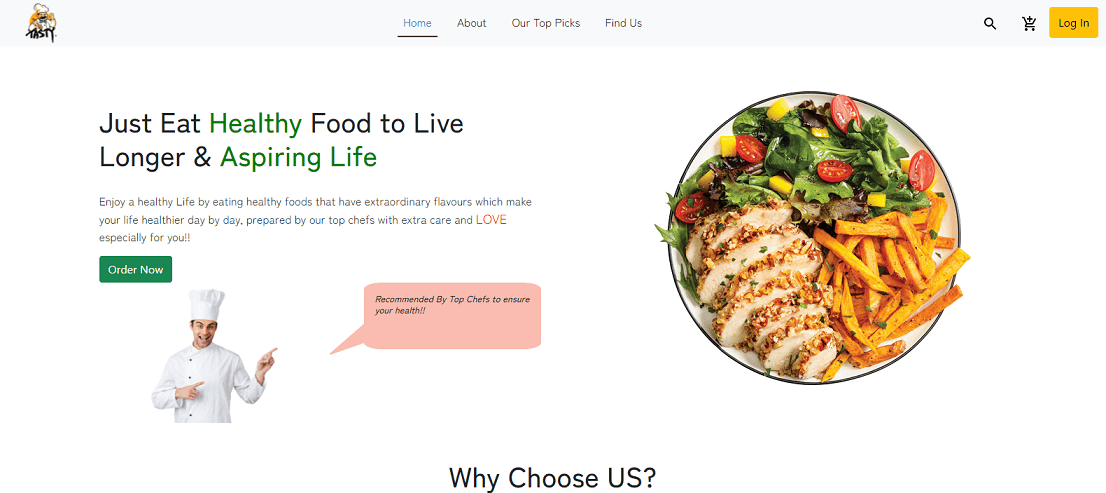 TASTY
Home
About
Our Top Picks
Find Us
Log In
Just Eat Healthy Food to Live
Longer & Aspiring Life
Enjoy a healthy Life by eating healthy foods that have extraordinary flavours which make
your life healthier day by day, prepared by our top chefs with extra care and LOVE
especially for you!!
Order Now
Recommended By Top Chefs to ensure
your health!!
Why Choose US?